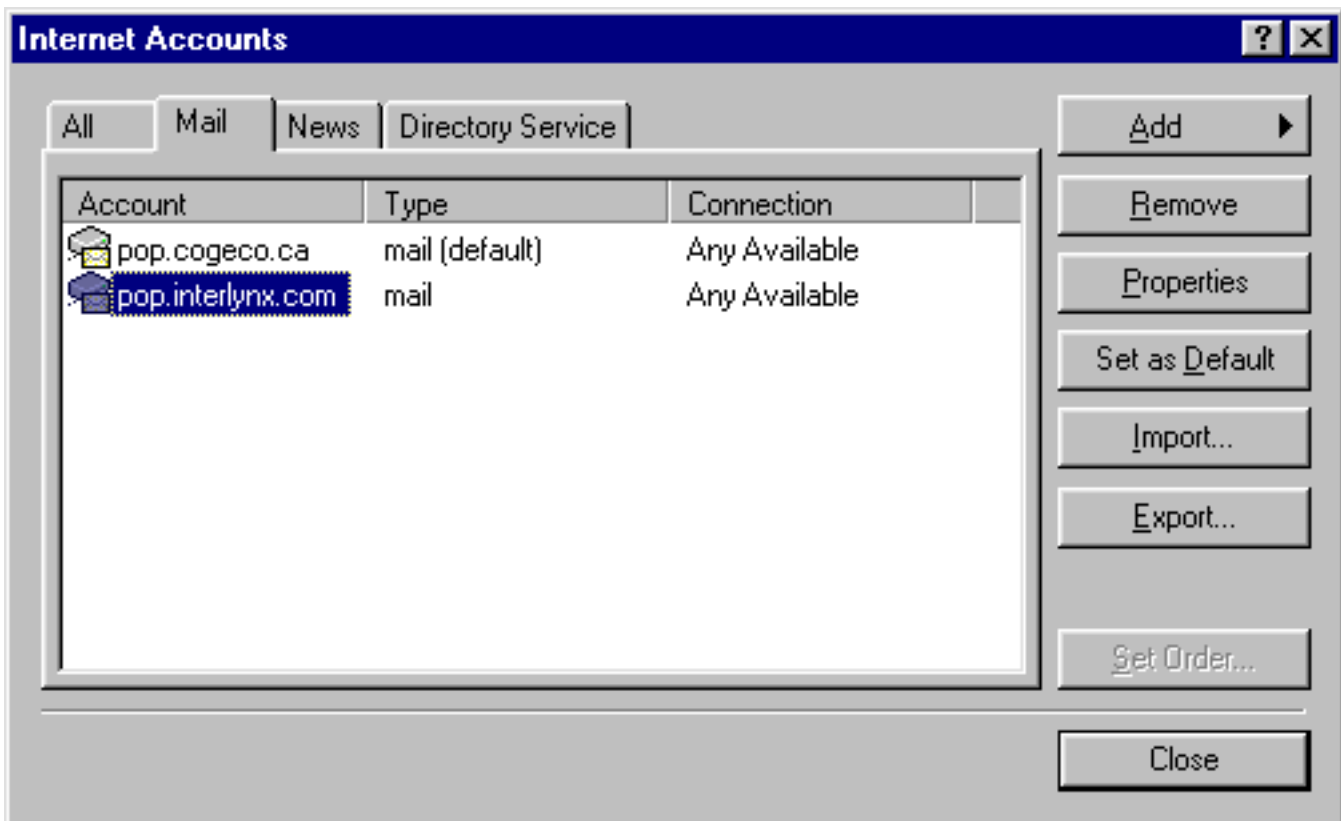 Internet Accounts
All Mail News Directory Service
Account Type Connection
pop.cogeco.ca mail (default) Any Available
pop.interlynx.com mail Any Available
Add
Remove
Properties
Set as Default
Import...
Export...
Set Order...
Close